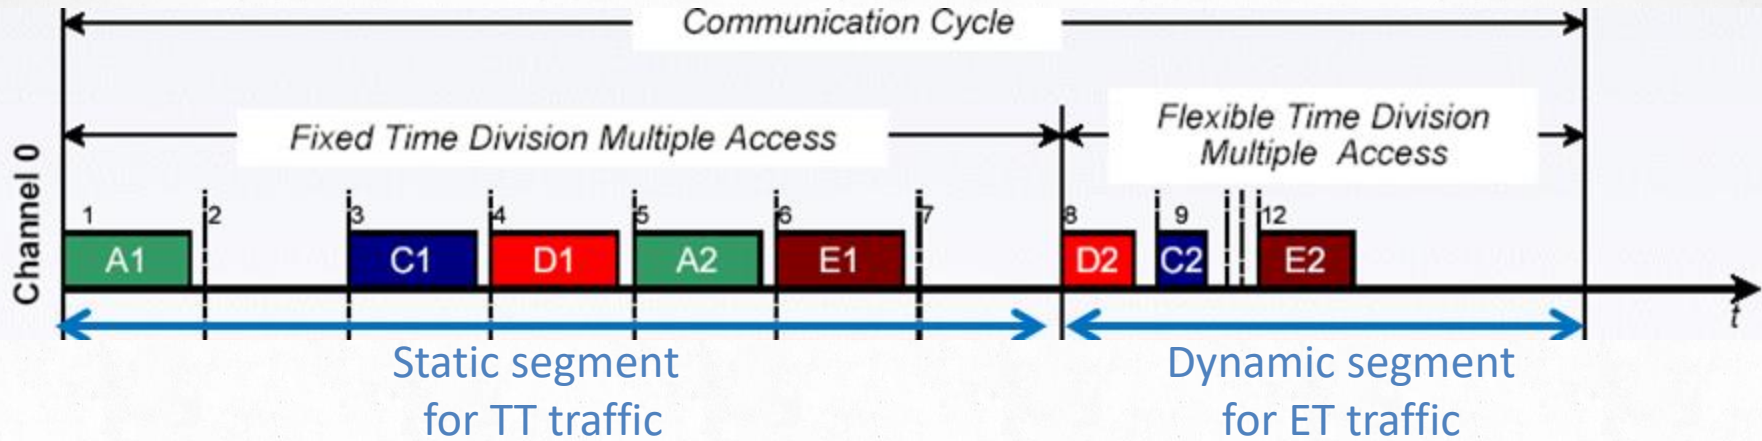 Communication Cycle
Fixed Time Division Multiple Access
Flexible Time Division
Multiple Access
Channel 0
1 2 3 4 5 6 7 8 9 12
A1 C1 D1 A2 E1 D2 C2 E2
t
Static segment
for TT traffic
Dynamic segment
for ET traffic